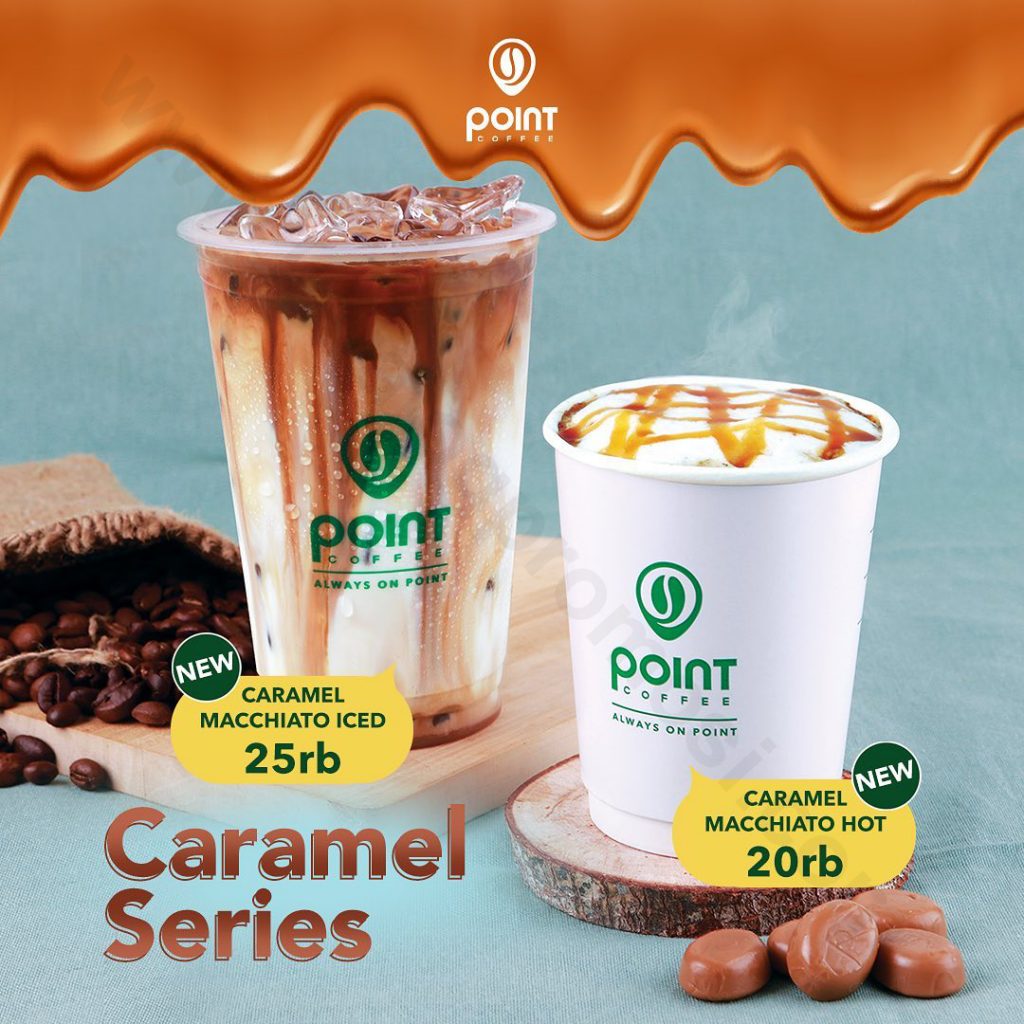 POINT
COFFEE
POINT
COFFEE
ALWAYS ON POINT
POINT
COFFEE
ALWAYS ON POINT
NEW
CARAMEL
MACCHIATO ICED
25rb
NEW
CARAMEL
MACCHIATO HOT
20rb
Caramel
Series